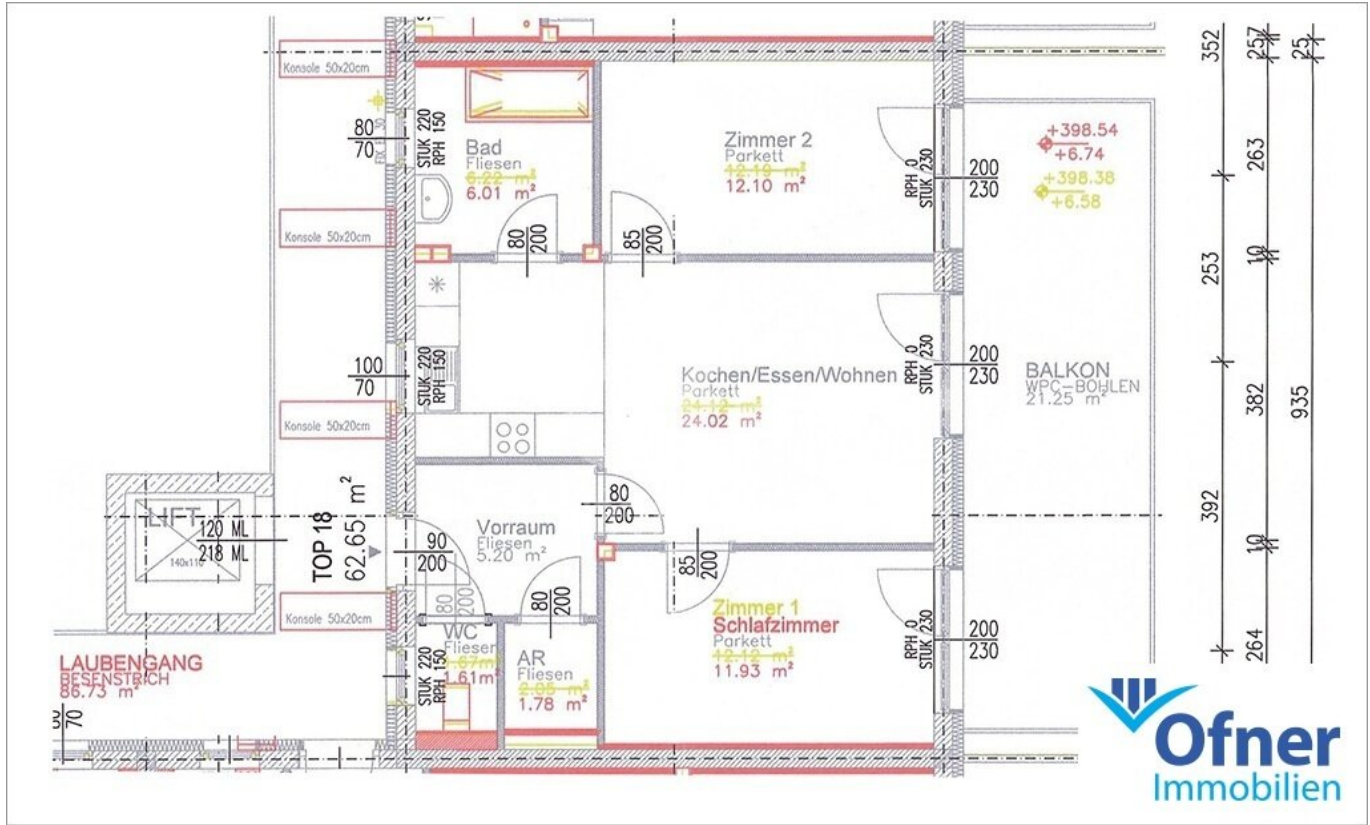 Konsole 50x20cm
80
70
STUK 220
RPH 150
Bad
Fliesen
6.22 m²
6.01 m²
Zimmer 2
Parkett
12.19 m²
12.10 m²
RPH 0
STUK 230
200
230
+398.54
+6.74
+398.38
+6.58
352
257
25
263
Konsole 50x20cm
80
200
85
200
10
253
100
70
STUK 220
RPH 150
Kochen/Essen/Wohnen
Parkett
24.12 m²
24.02 m²
RPH 0
STUK 230
200
230
BALKON
WPC-BOHLEN
21.25 m²
382
935
Konsole 50x20cm
LIFT
120 ML
218 ML
140x110
TOP 18
62.65 m²
90
200
Vorraum
Fliesen
5.20 m²
80
200
392
10
85
200
80
200
80
200
Konsole 50x20cm
Zimmer 1
Schlafzimmer
Parkett
12.12 m²
11.93 m²
RPH 0
STUK 230
200
230
264
WC
Fliesen
1.67m²
1.61m²
STUK 220
RPH 150
AR
Fliesen
2.05 m²
1.78 m²
LAUBENGANG
BESENSTRICH
86.73 m²
70
Ofner
Immobilien